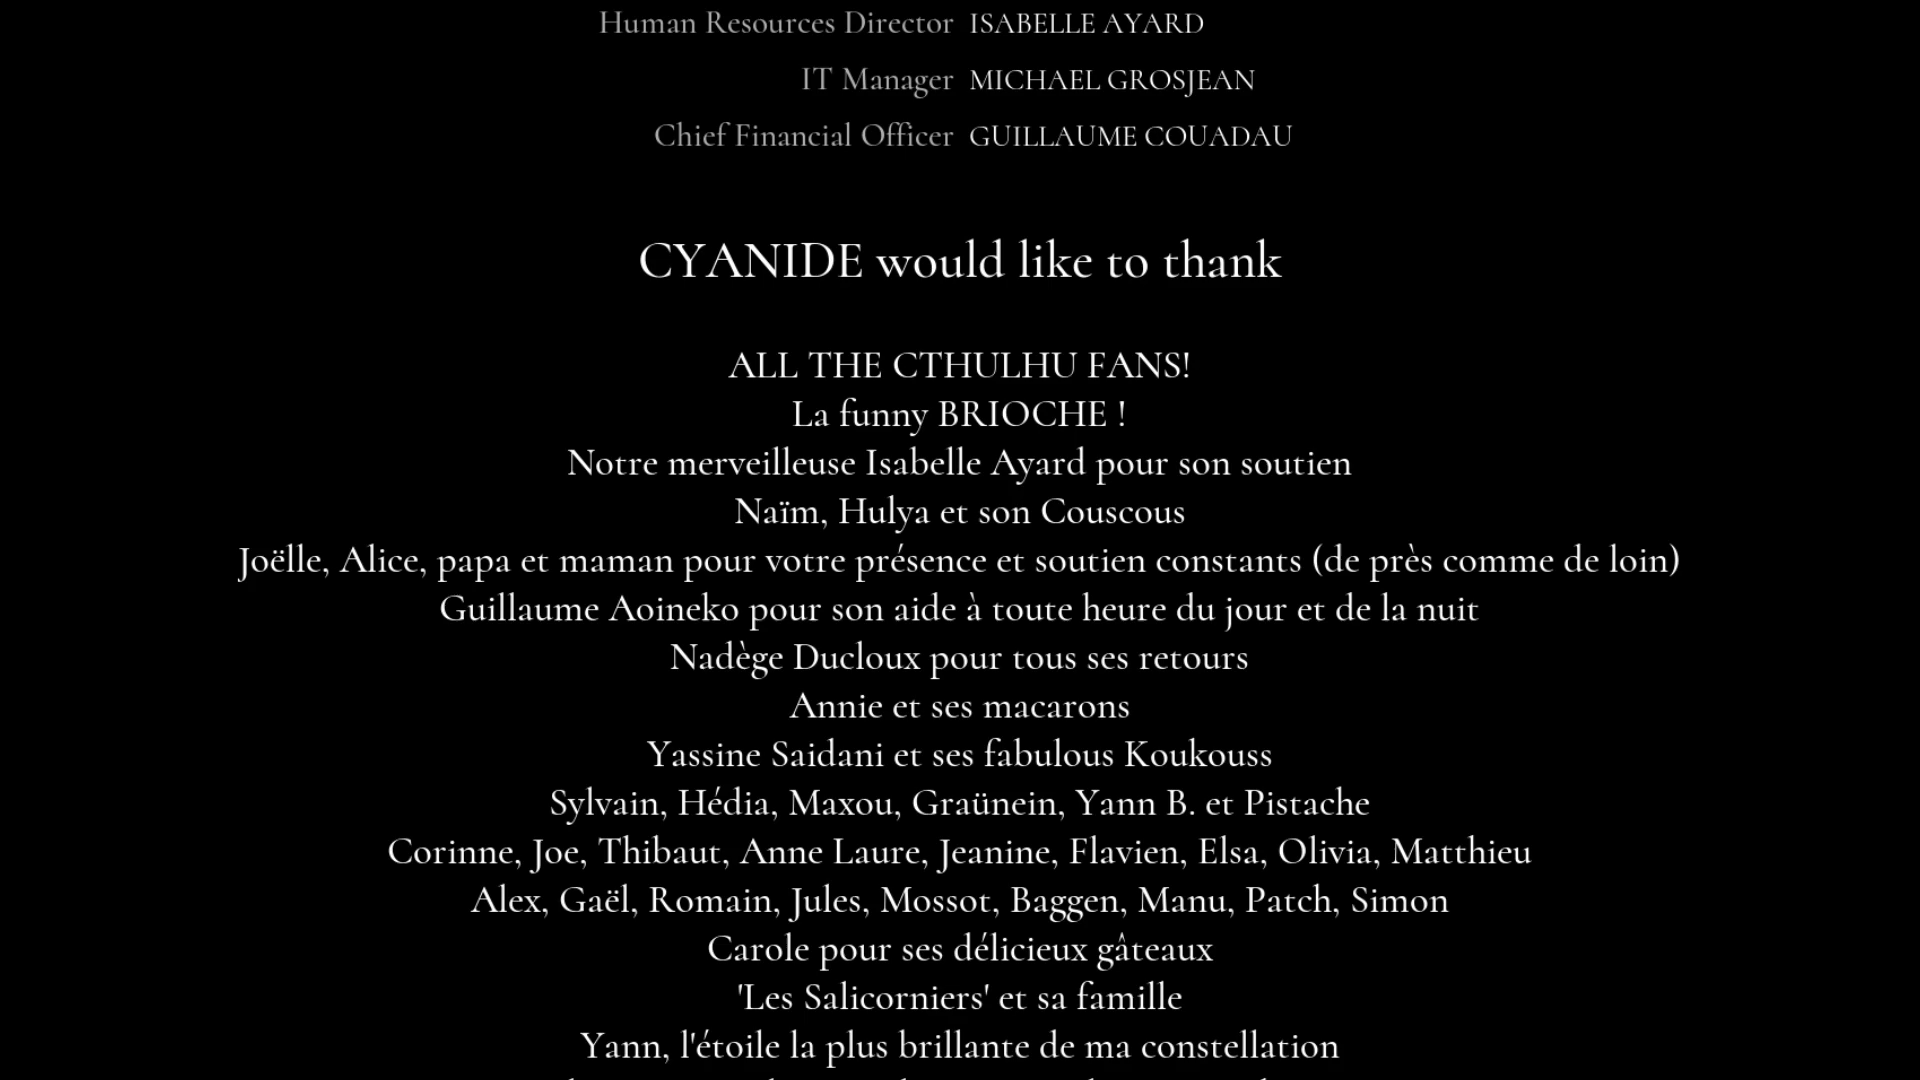 Human Resources Director ISABELLE AYARD
IT Manager MICHAEL GROSJEAN
Chief Financial Officer GUILLAUME COUADAU
CYANIDE would like to thank
ALL THE CTHULHU FANS!
La funny BRIOCHE !
Notre merveilleuse Isabelle Ayard pour son soutien
Naïm, Hulya et son Couscous
Joëlle, Alice, papa et maman pour votre présence et soutien constants (de près comme de loin)
Guillaume Aoineko pour son aide à toute heure du jour et de la nuit
Nadège Ducloux pour tous ses retours
Annie et ses macarons
Yassine Saidani et ses fabulous Koukouss
Sylvain, Hédia, Maxou, Graünein, Yann B. et Pistache
Corinne, Joe, Thibaut, Anne Laure, Jeanine, Flavien, Elsa, Olivia, Matthieu
Alex, Gaël, Romain, Jules, Mossot, Baggen, Manu, Patch, Simon
Carole pour ses délicieux gâteaux
'Les Salicorniers' et sa famille
Yann, l'étoile la plus brillante de ma constellation